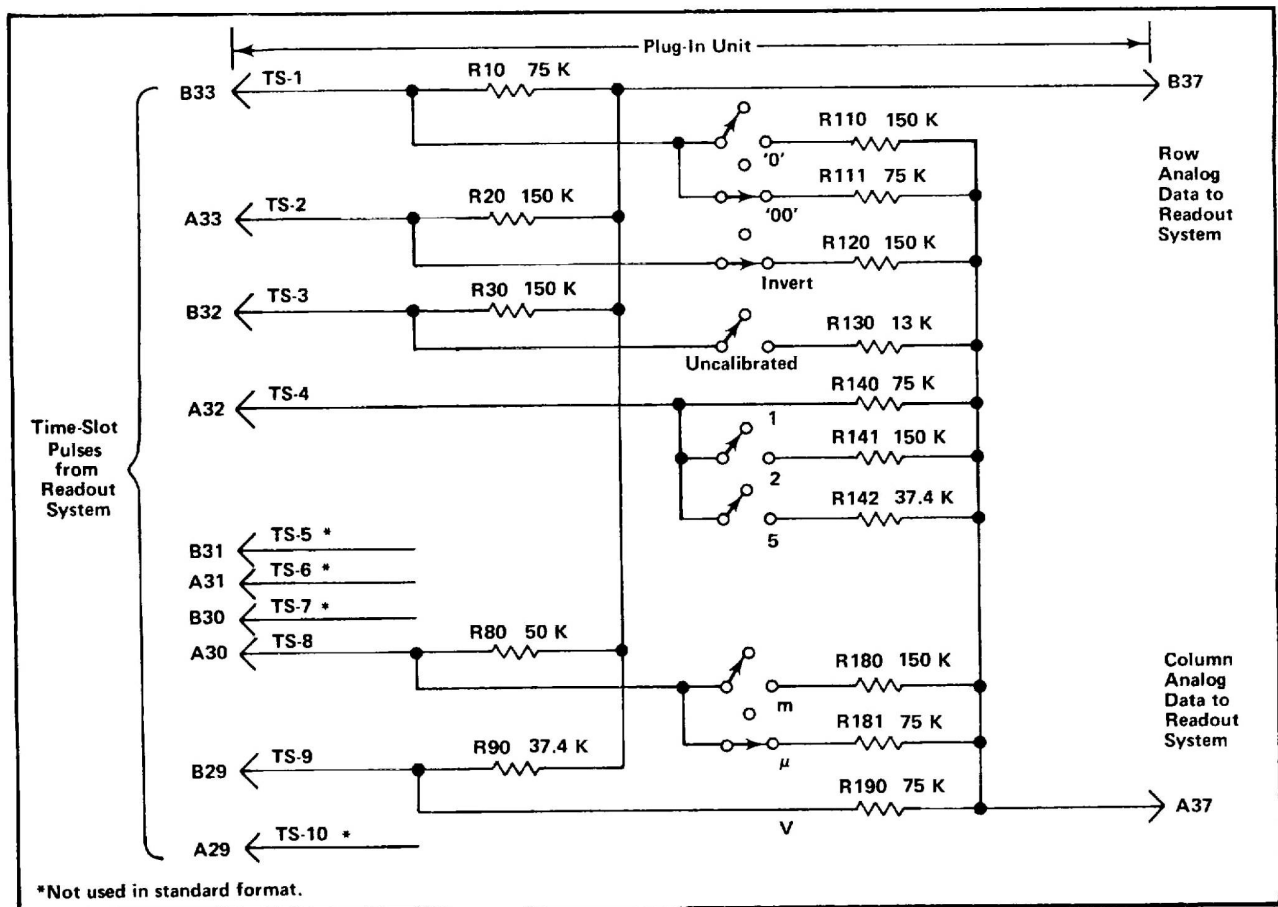 Plug-In Unit
B33 TS-1 R10 75 K B37
R110 150 K
'0'
R111 75 K
'00'
Row
Analog
Data to
Readout
System
A33 TS-2 R20 150 K
R120 150 K
Invert
B32 TS-3 R30 150 K
R130 13 K
Uncalibrated
A32 TS-4 R140 75 K
1
R141 150 K
2
R142 37.4 K
5
Time-Slot
Pulses
from
Readout
System
B31 TS-5 *
A31 TS-6 *
B30 TS-7 *
A30 TS-8 R80 50 K
R180 150 K
m
R181 75 K
μ
Column
Analog
Data to
Readout
System
B29 TS-9 R90 37.4 K
R190 75 K
V
A37
A29 TS-10 *
*Not used in standard format.